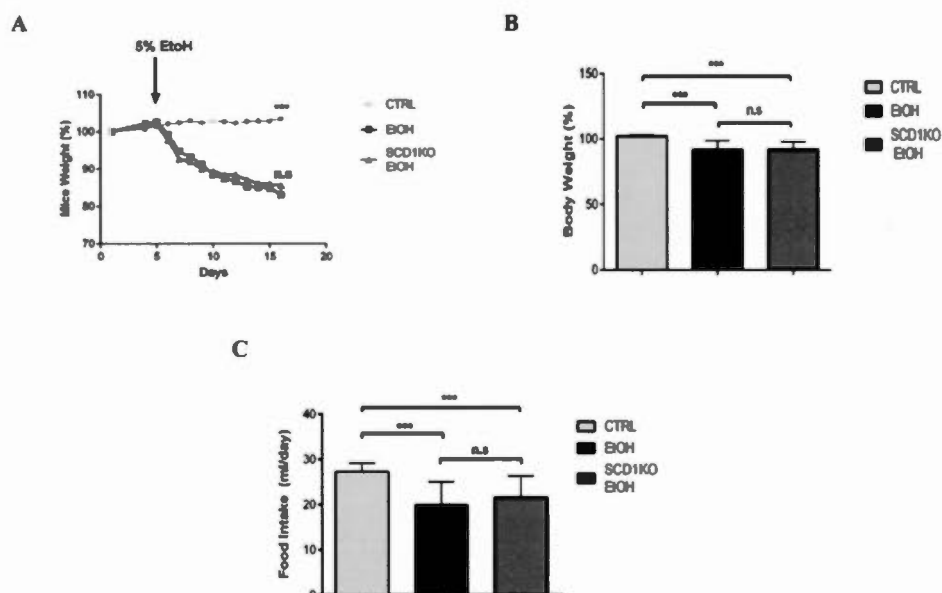 A
5% EtoH
Mice Weight (%)
110
100
90
80
70
0
5
10
15
20
Days
***
n.s
CTRL
EtOH
SCD1KO
EtOH
B
Body Weight (%)
150
100
50
0
***
***
n.s
CTRL
EtOH
SCD1KO
EtOH
C
Food Intake (ml/day)
40
30
20
10
0
***
***
n.s
CTRL
EtOH
SCD1KO
EtOH